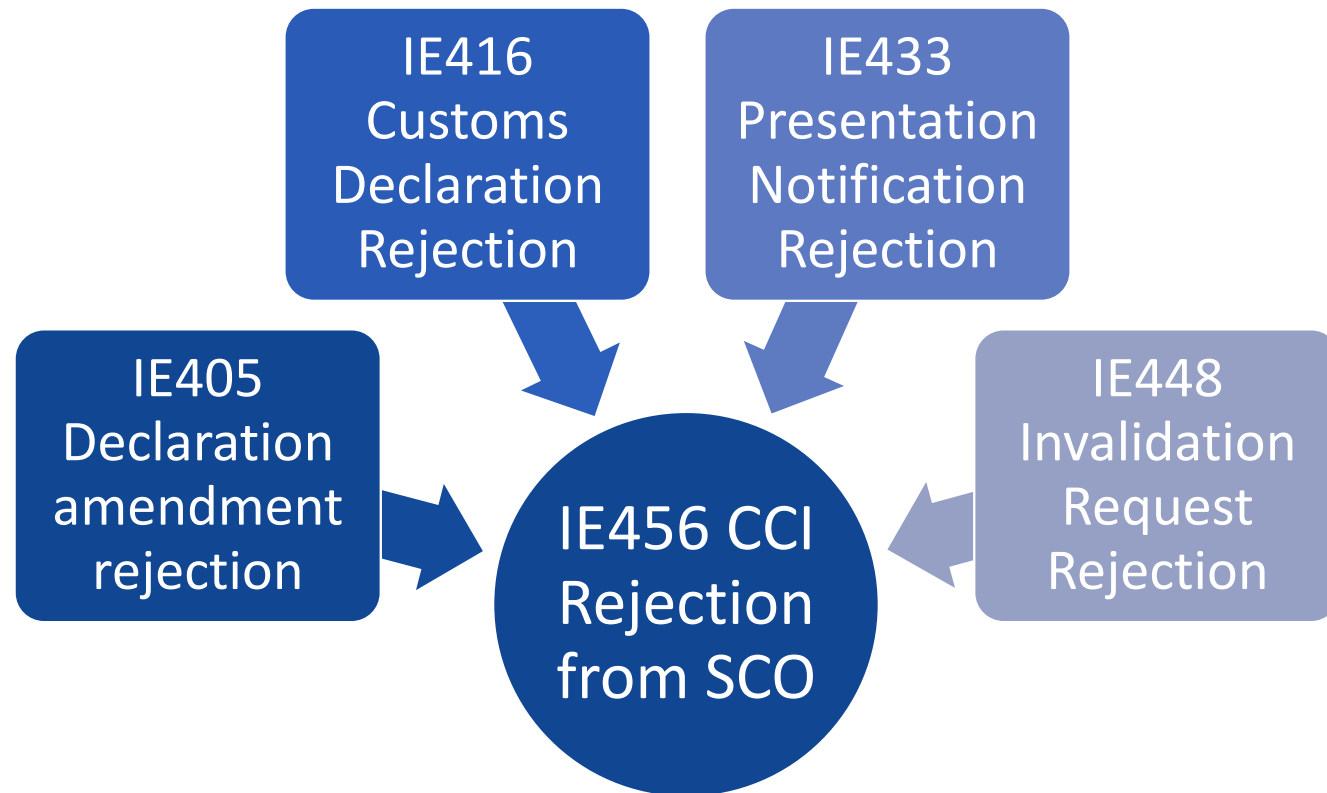 IE416
Customs
Declaration
Rejection
IE433
Presentation
Notification
Rejection
IE405
Declaration
amendment
rejection
IE448
Invalidation
Request
Rejection
IE456 CCI
Rejection
from SCO